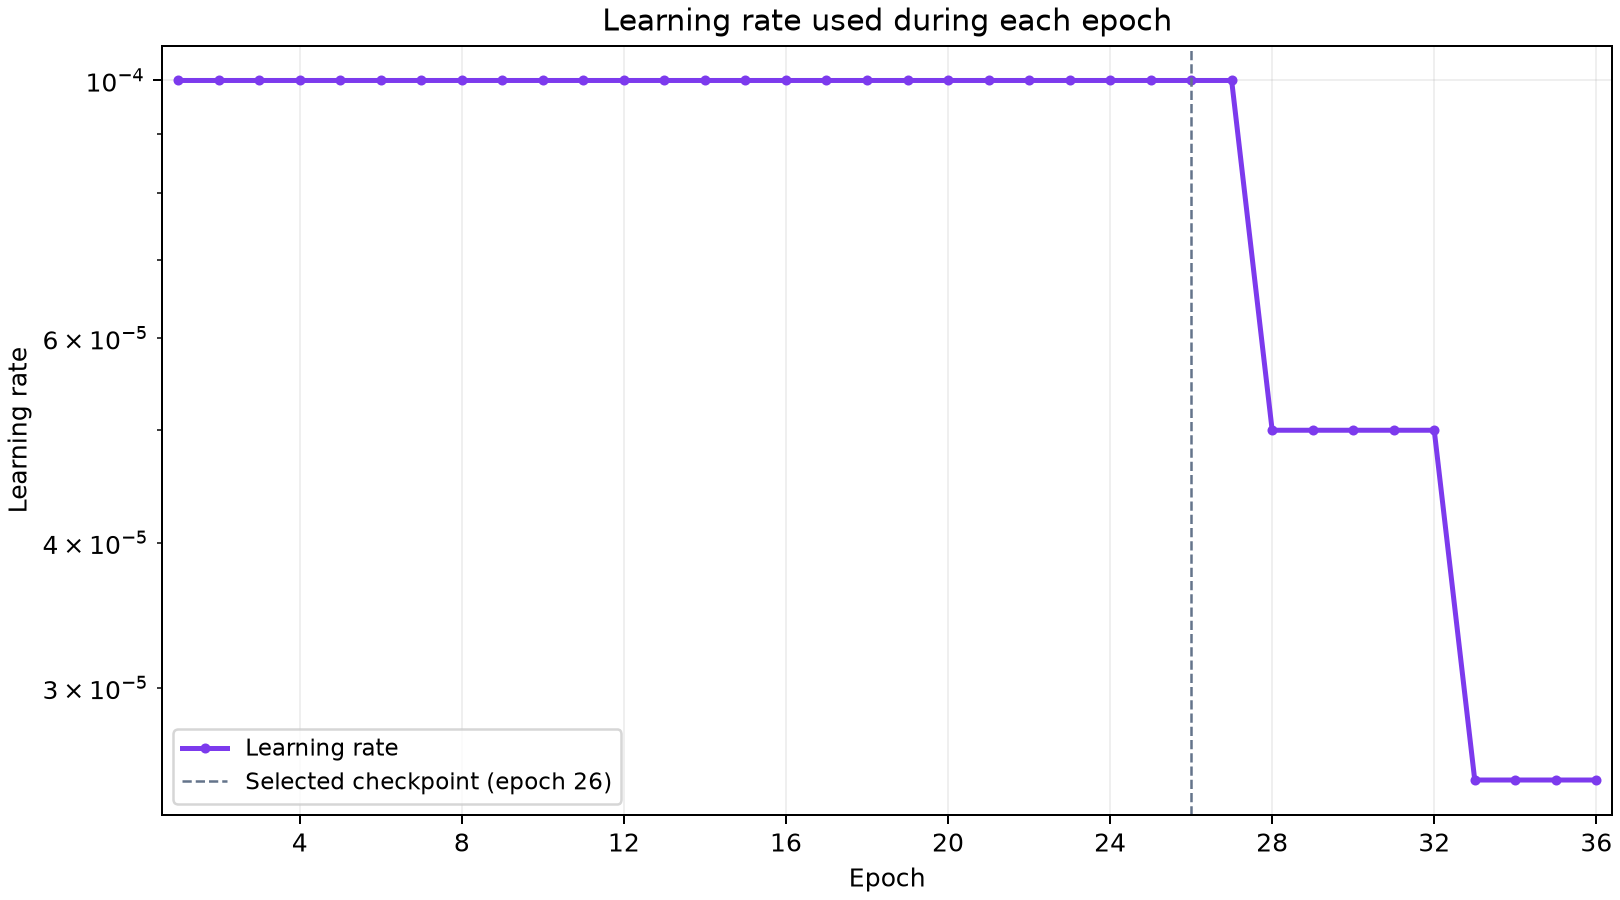 Learning rate used during each epoch
10⁻⁴
6 × 10⁻⁵
4 × 10⁻⁵
3 × 10⁻⁵
Learning rate
Learning rate
Selected checkpoint (epoch 26)
4 8 12 16 20 24 28 32 36
Epoch